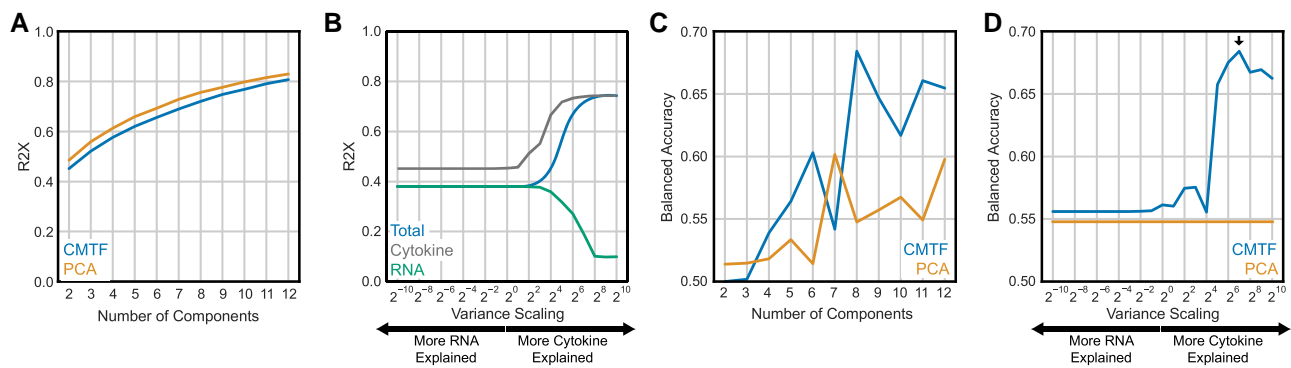 A
R2X
1.0
0.8
0.6
0.4
0.2
0.0
CMTF
PCA
2 3 4 5 6 7 8 9 10 11 12
Number of Components
B
R2X
1.0
0.8
0.6
0.4
0.2
0.0
Total
Cytokine
RNA
2^-10 2^-8 2^-6 2^-4 2^-2 2^0 2^2 2^4 2^6 2^8 2^10
Variance Scaling
More RNA
Explained
More Cytokine
Explained
C
Balanced Accuracy
0.70
0.65
0.60
0.55
0.50
CMTF
PCA
2 3 4 5 6 7 8 9 10 11 12
Number of Components
D
Balanced Accuracy
0.70
0.65
0.60
0.55
0.50
CMTF
PCA
2^-10 2^-8 2^-6 2^-4 2^-2 2^0 2^2 2^4 2^6 2^8 2^10
Variance Scaling
More RNA
Explained
More Cytokine
Explained